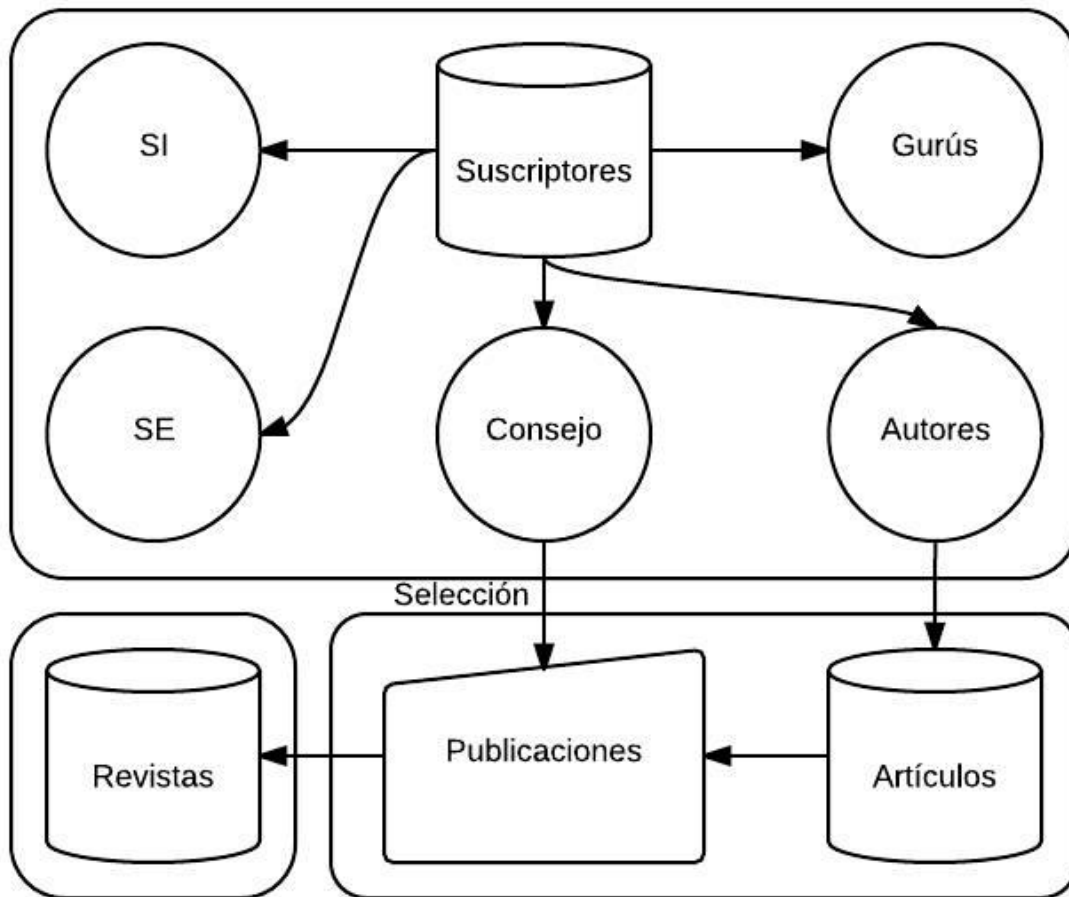 SI
Suscriptores
Gurús
SE
Consejo
Autores
Selección
Revistas
Publicaciones
Artículos